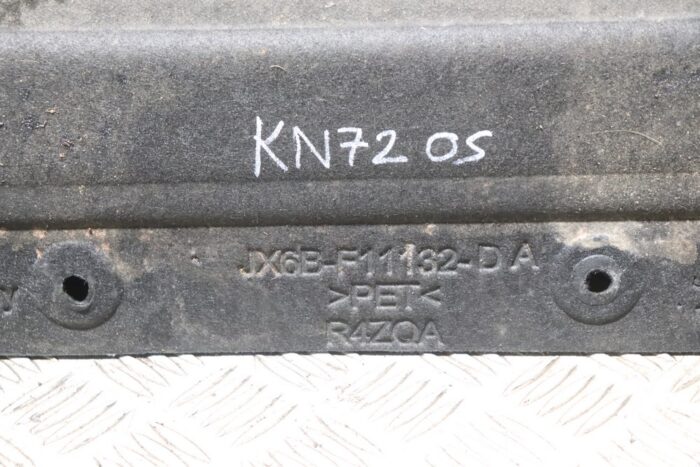 KN72 OS
JX6B-F11132-DA
>PET<
R4ZQA